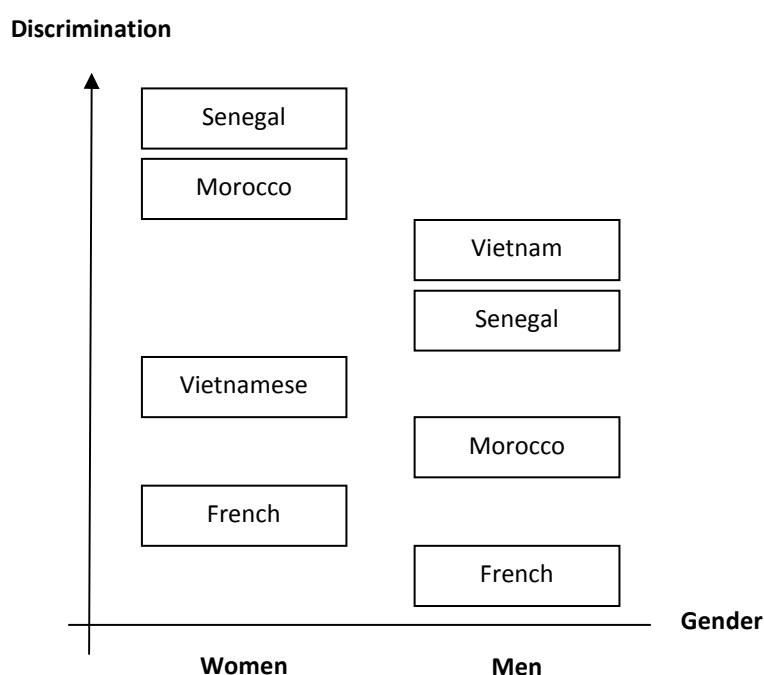 Discrimination
Senegal
Morocco
Vietnam
Senegal
Vietnamese
Morocco
French
French
Gender
Women Men